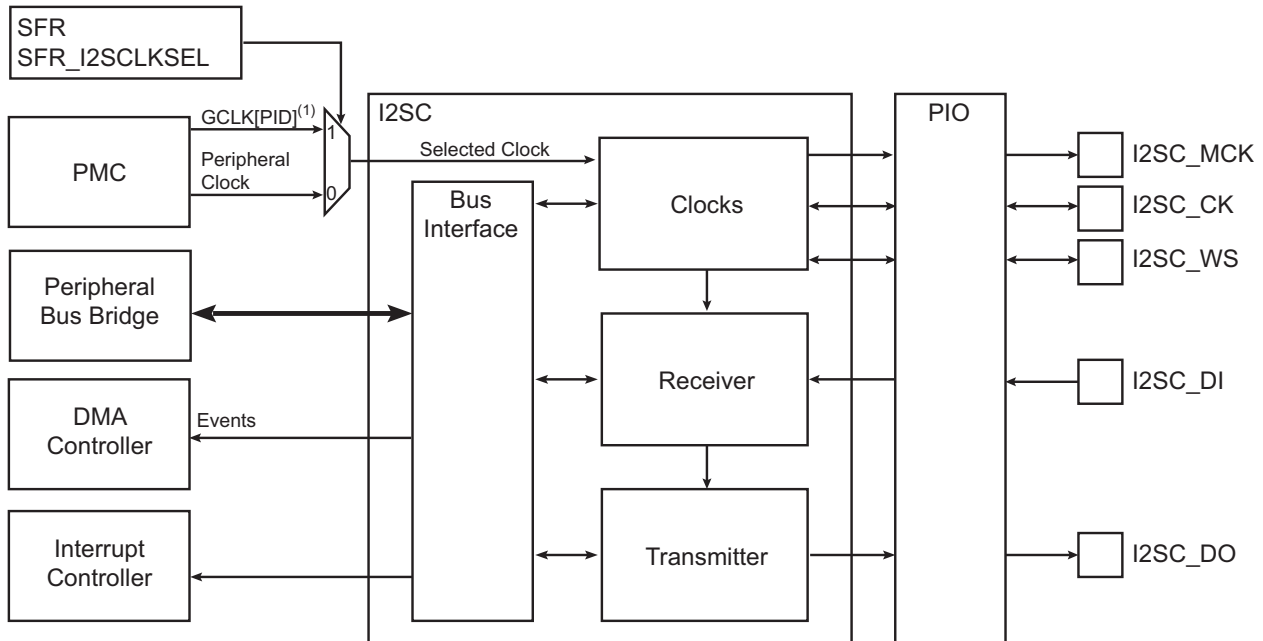 SFR
SFR_I2SCLKSEL
PMC
GCLK[PID](1)
Peripheral
Clock
1
0
I2SC
Selected Clock
PIO
Bus
Interface
Clocks
I2SC_MCK
I2SC_CK
I2SC_WS
Peripheral
Bus Bridge
Receiver
I2SC_DI
DMA
Controller
Events
Interrupt
Controller
Transmitter
I2SC_DO